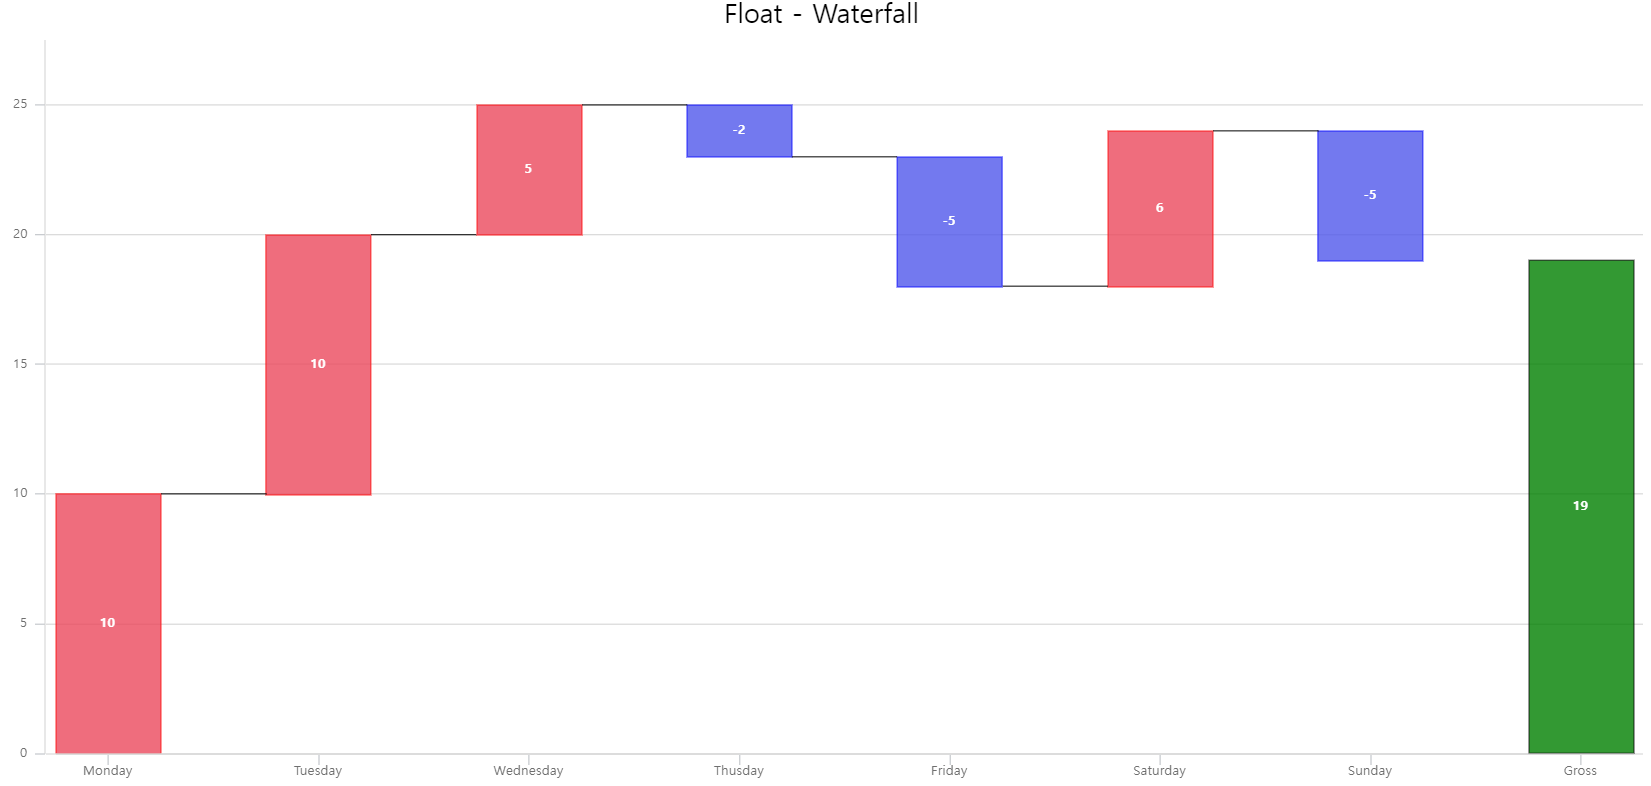 Float - Waterfall
25
20
15
10
5
0
10
10
5
-2
-5
6
-5
19
Monday
Tuesday
Wednesday
Thusday
Friday
Saturday
Sunday
Gross